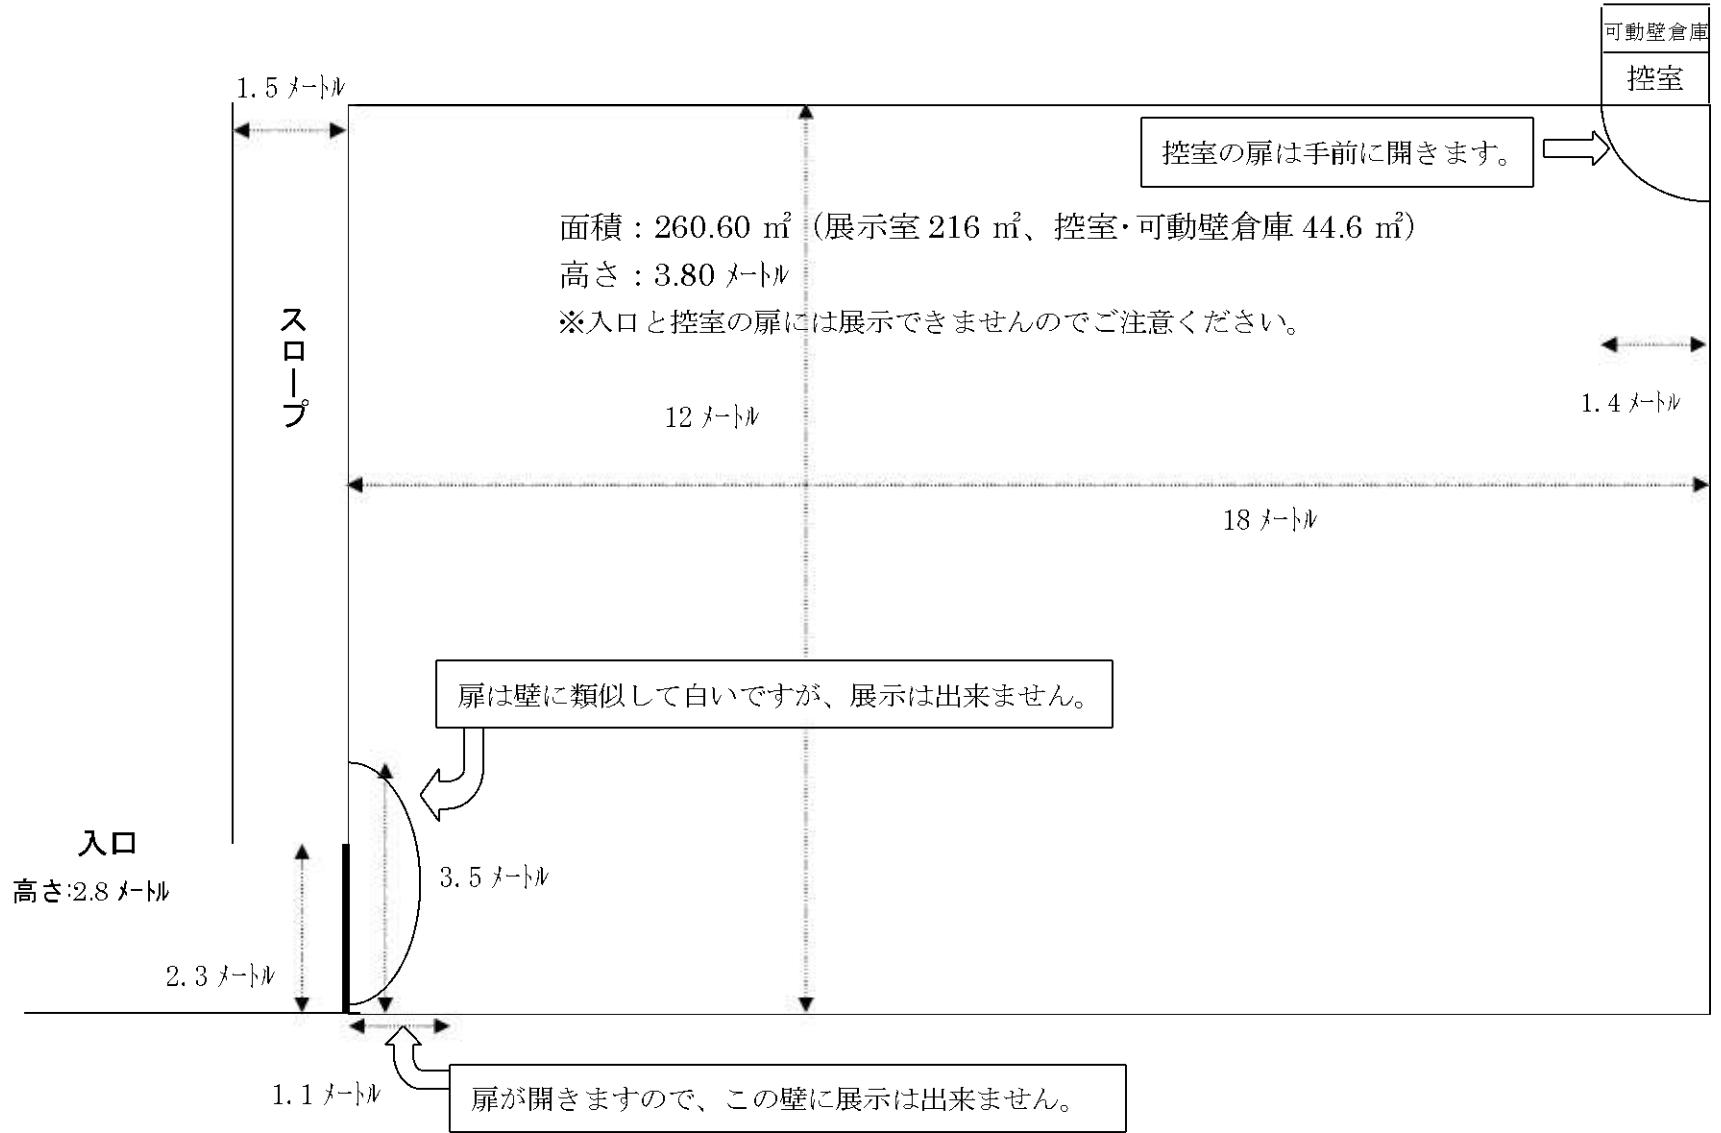 可動壁倉庫
控室
1.5 ﾒｰﾄﾙ
控室の扉は手前に開きます。
面積：260.60 ㎡（展示室 216 ㎡、控室･可動壁倉庫 44.6 ㎡）
高さ：3.80 ﾒｰﾄﾙ
※入口と控室の扉には展示できませんのでご注意ください。
スロープ
12 ﾒｰﾄﾙ
1.4 ﾒｰﾄﾙ
18 ﾒｰﾄﾙ
扉は壁に類似して白いですが、展示は出来ません。
入口
高さ:2.8 ﾒｰﾄﾙ
3.5 ﾒｰﾄﾙ
2.3 ﾒｰﾄﾙ
1.1 ﾒｰﾄﾙ
扉が開きますので、この壁に展示は出来ません。